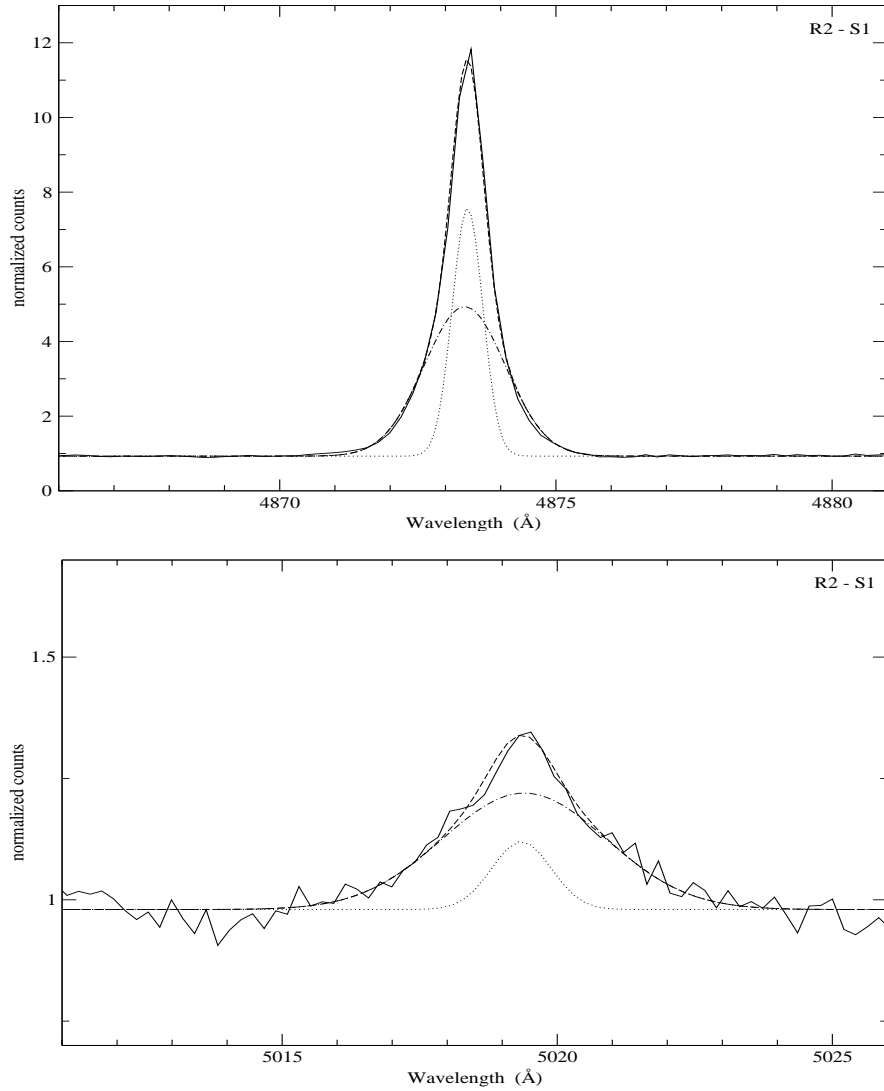 R2 - S1
12
10
8
6
4
2
0
normalized counts
4870
4875
4880
Wavelength (Å)
R2 - S1
1.5
1
normalized counts
5015
5020
5025
Wavelength (Å)